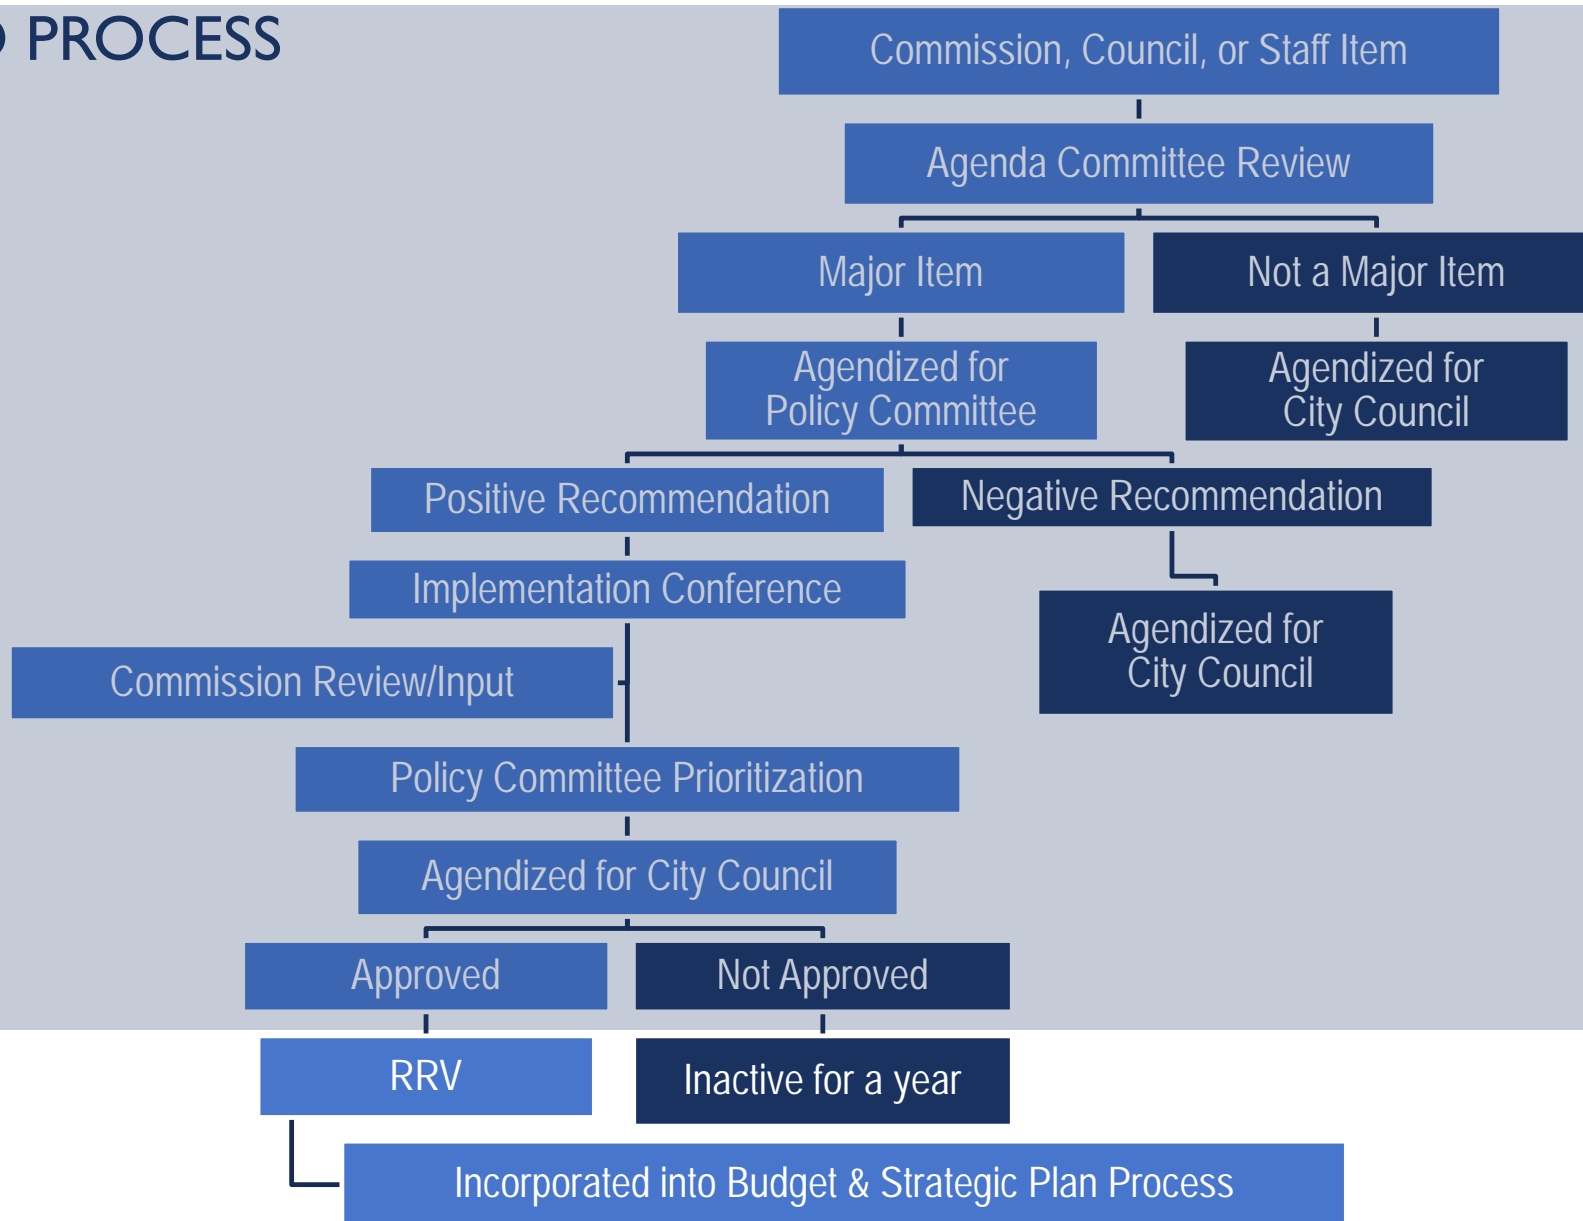 PROCESS
Commission, Council, or Staff Item
Agenda Committee Review
Major Item
Not a Major Item
Agendized for
Policy Committee
Agendized for
City Council
Positive Recommendation
Negative Recommendation
Implementation Conference
Agendized for
City Council
Commission Review/Input
Policy Committee Prioritization
Agendized for City Council
Approved
Not Approved
RRV
Inactive for a year
Incorporated into Budget & Strategic Plan Process